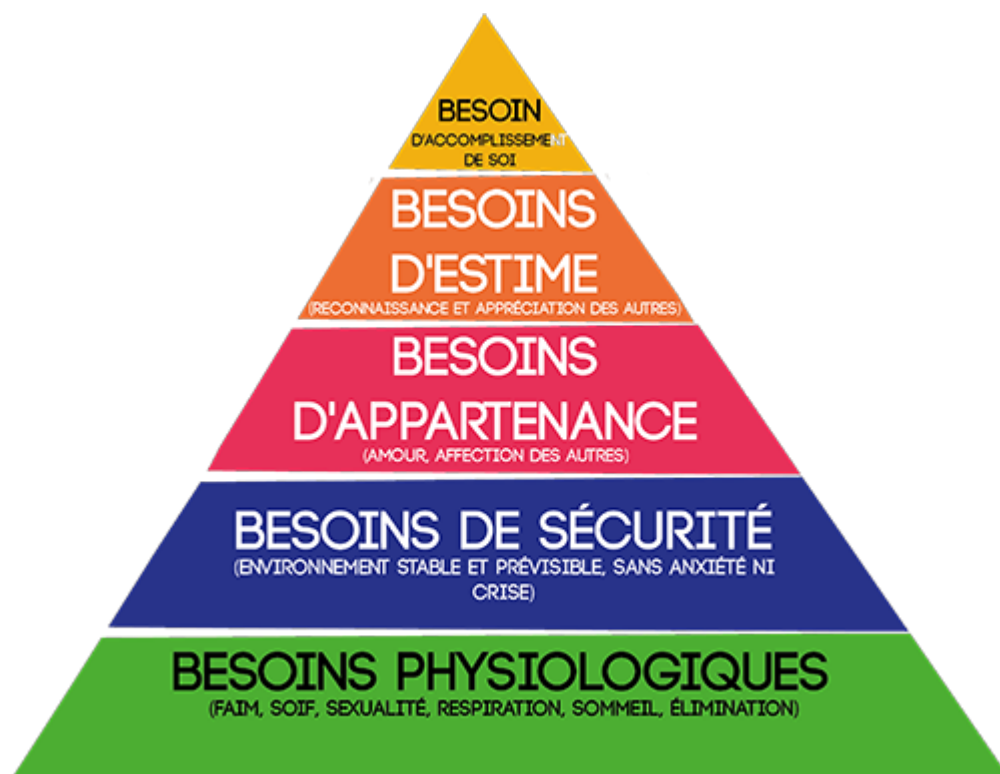 BESOIN
D'ACCOMPLISSEMENT
DE SOI
BESOINS
D'ESTIME
(RECONNAISSANCE ET APPRÉCIATION DES AUTRES)
BESOINS
D'APPARTENANCE
(AMOUR, AFFECTION DES AUTRES)
BESOINS DE SÉCURITÉ
(ENVIRONNEMENT STABLE ET PRÉVISIBLE, SANS ANXIÉTÉ NI
CRISE)
BESOINS PHYSIOLOGIQUES
(FAIM, SOIF, SEXUALITÉ, RESPIRATION, SOMMEIL, ÉLIMINATION)